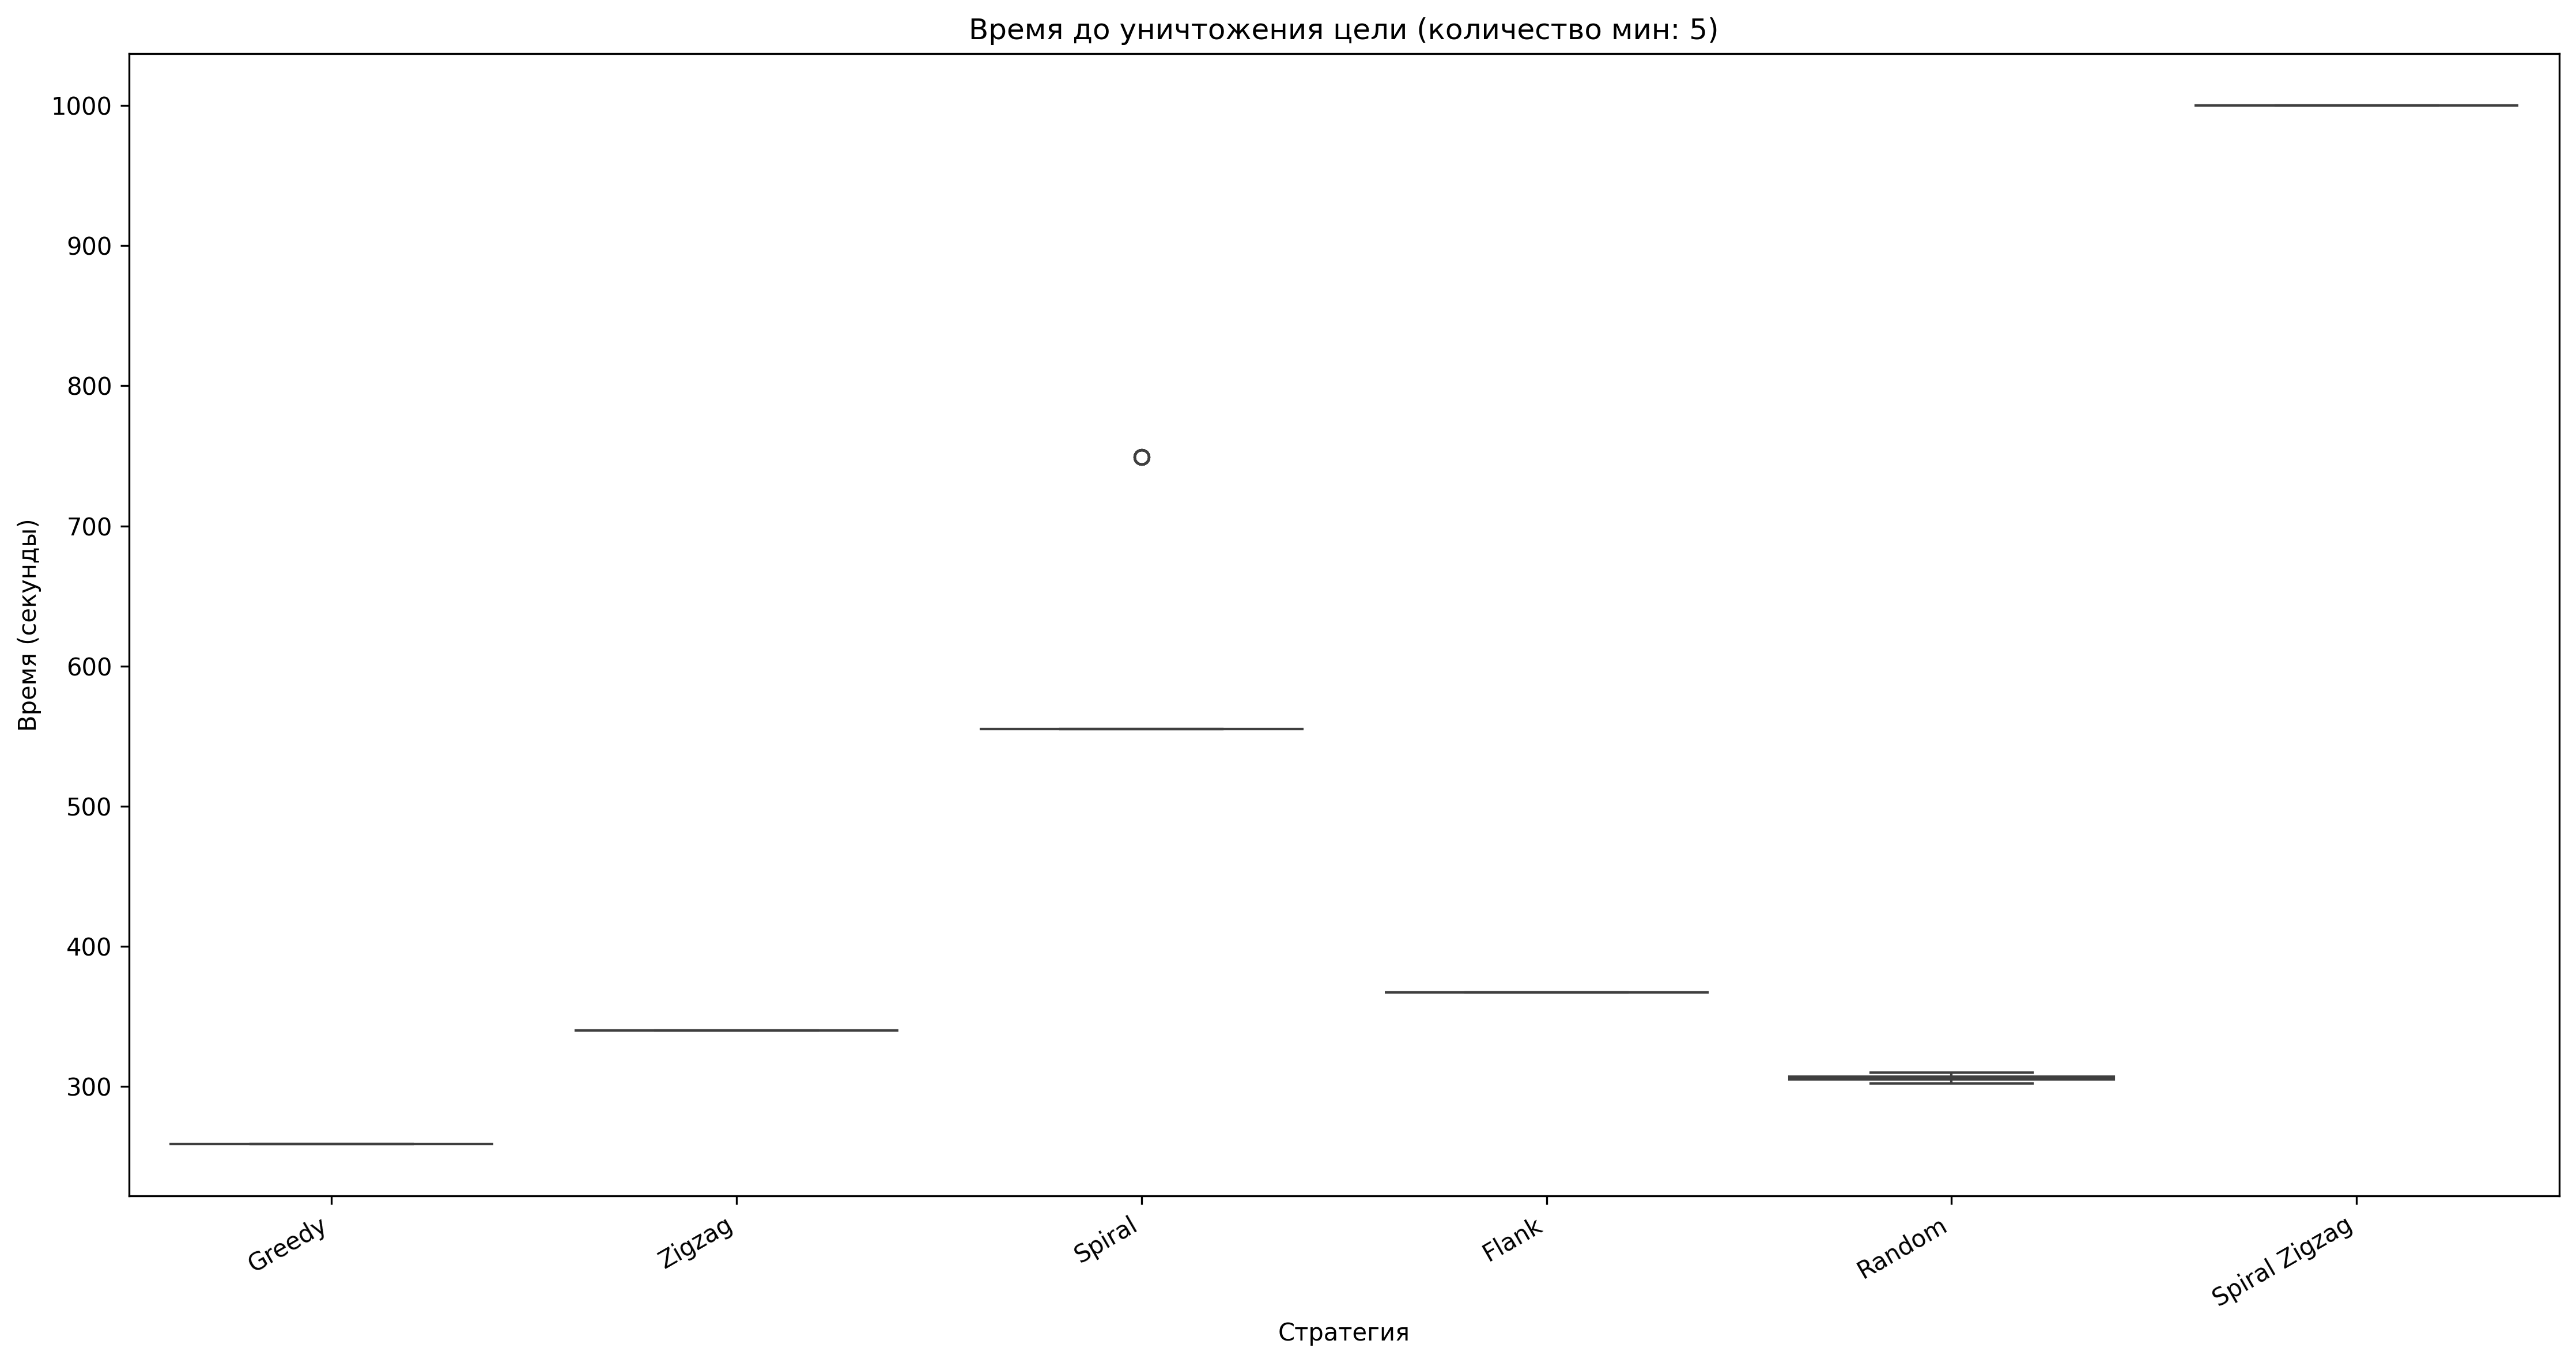 Время до уничтожения цели (количество мин: 5)
Время (секунды)
1000
900
800
700
600
500
400
300
Greedy
Zigzag
Spiral
Flank
Random
Spiral Zigzag
Стратегия